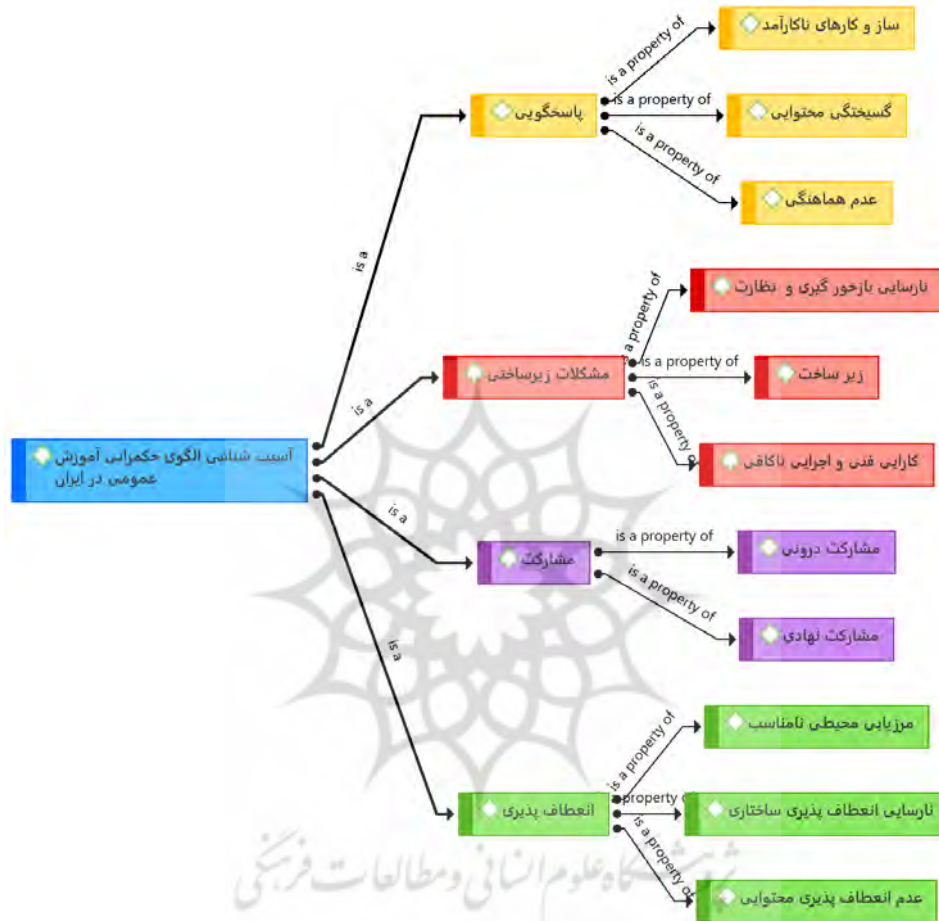 ساز و کارهای ناکارآمد
is a property of
پاسخگویی
is a property of
گسیختگی محتوایی
is a property of
عدم هماهنگی
is a
نارسایی بازخور گیری و نظارت
is a property of
مشکلات زیرساختی
is a property of
زیر ساخت
is a property of
کارایی فنی و اجرایی ناکافی
is a
آسیب شناسی الگوی حکمرانی آموزش
عمومی در ایران
is a
مشارکت
is a property of
مشارکت درونی
is a property of
مشارکت نهادی
is a
مرزیابی محیطی نامناسب
is a property of
انعطاف پذیری
a property of
نارسایی انعطاف پذیری ساختاری
is a property of
عدم انعطاف پذیری محتوایی
پژوهشگاه علوم انسانی و مطالعات فرهنگی